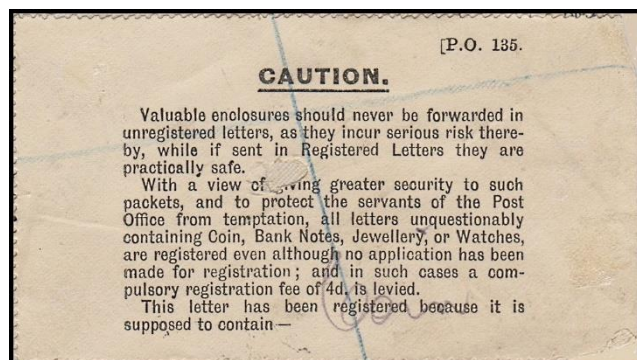 [P.O. 135.
CAUTION.
Valuable enclosures should never be forwarded in
unregistered letters, as they incur serious risk there-
by, while if sent in Registered Letters they are
practically safe.
With a view of giving greater security to such
packets, and to protect the servants of the Post
Office from temptation, all letters unquestionably
containing Coin, Bank Notes, Jewellery, or Watches,
are registered even although no application has been
made for registration; and in such cases a com-
pulsory registration fee of 4d. is levied.
This letter has been registered because it is
supposed to contain—
Coin